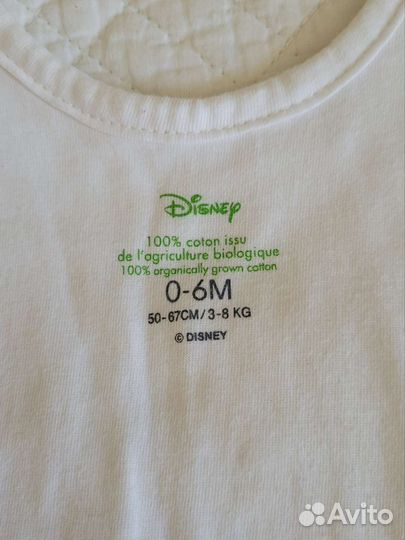 Disney
100% coton issu
de l'agriculture biologique
100% organically grown cotton
0-6M
50-67CM/3-8 KG
© DISNEY
Avito